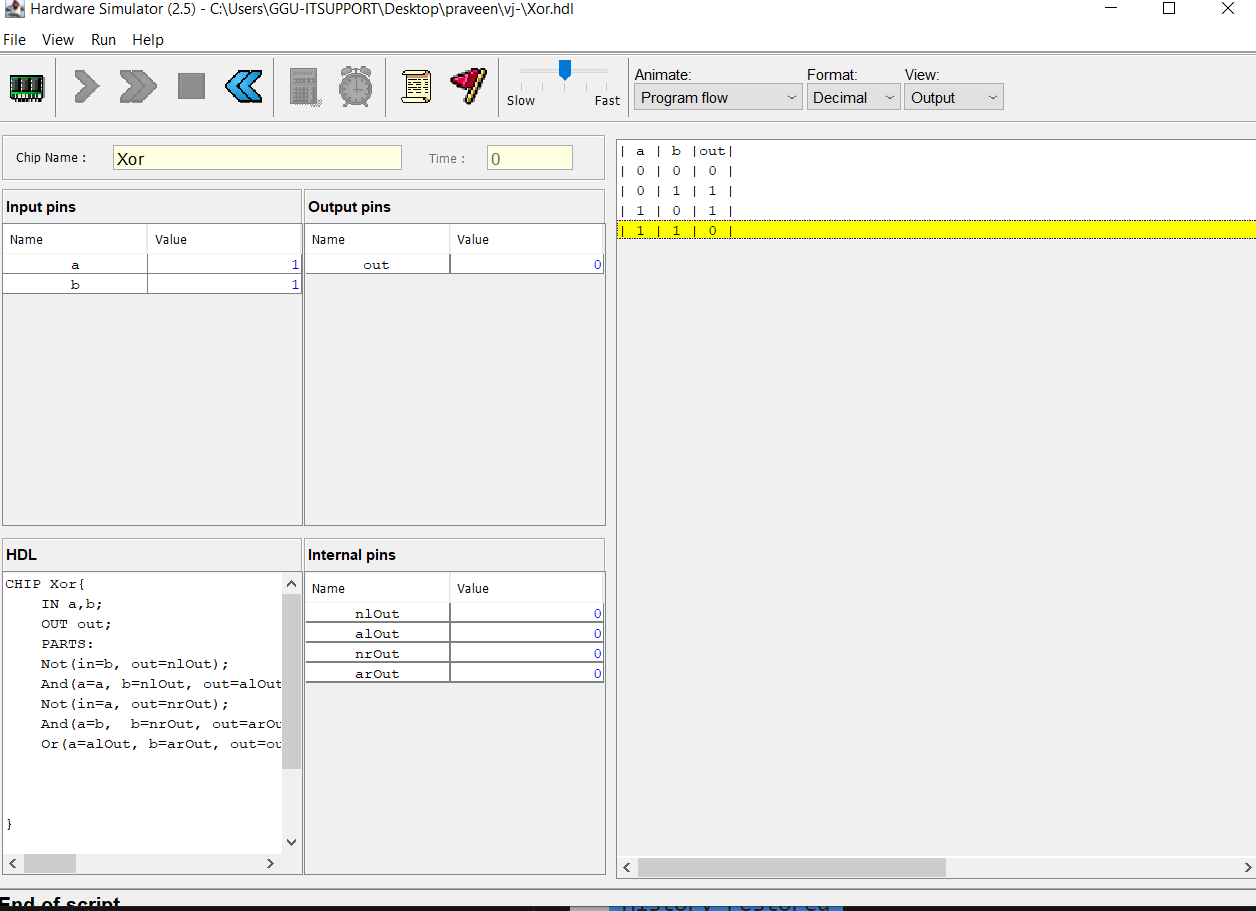 Hardware Simulator (2.5) - C:\Users\GGU-ITSUPPORT\Desktop\praveen\vj-\Xor.hdl
File View Run Help
Slow Fast
Animate: Format: View:
Program flow Decimal Output
Chip Name : Xor Time : 0
Input pins
Name Value
a 1
b 1
Output pins
Name Value
out 0
HDL
CHIP Xor{
IN a,b;
OUT out;
PARTS:
Not(in=b, out=nlOut);
And(a=a, b=nlOut, out=alOut
Not(in=a, out=nrOut);
And(a=b,  b=nrOut, out=arOu
Or(a=alOut, b=arOut, out=ou
}
Internal pins
Name Value
nlOut 0
alOut 0
nrOut 0
arOut 0
| a | b |out|
| 0 | 0 | 0 |
| 0 | 1 | 1 |
| 1 | 0 | 1 |
| 1 | 1 | 0 |
End of script